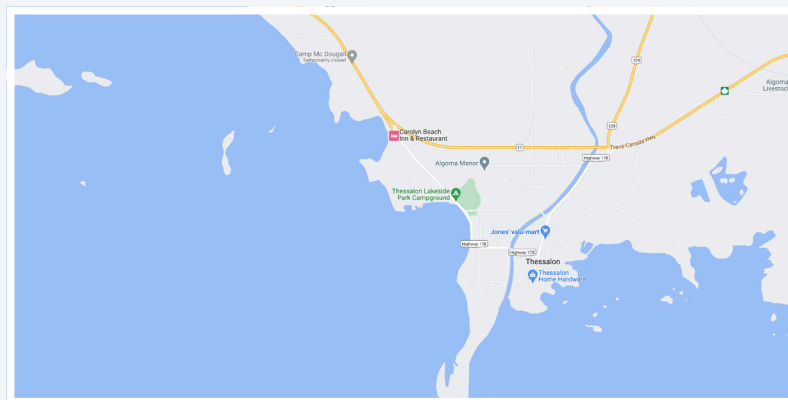 Camp Mc Dougall
Temporarily closed
129
Algoma
Livestock
Carolyn Beach
Inn & Restaurant
129
17
Trans Canada Hwy
Highway 17B
Algoma Manor
Thessalon Lakeside
Park Campground
Jones' valu-mart
Highway 17B
Highway 17B
Thessalon
Thessalon
Home Hardware